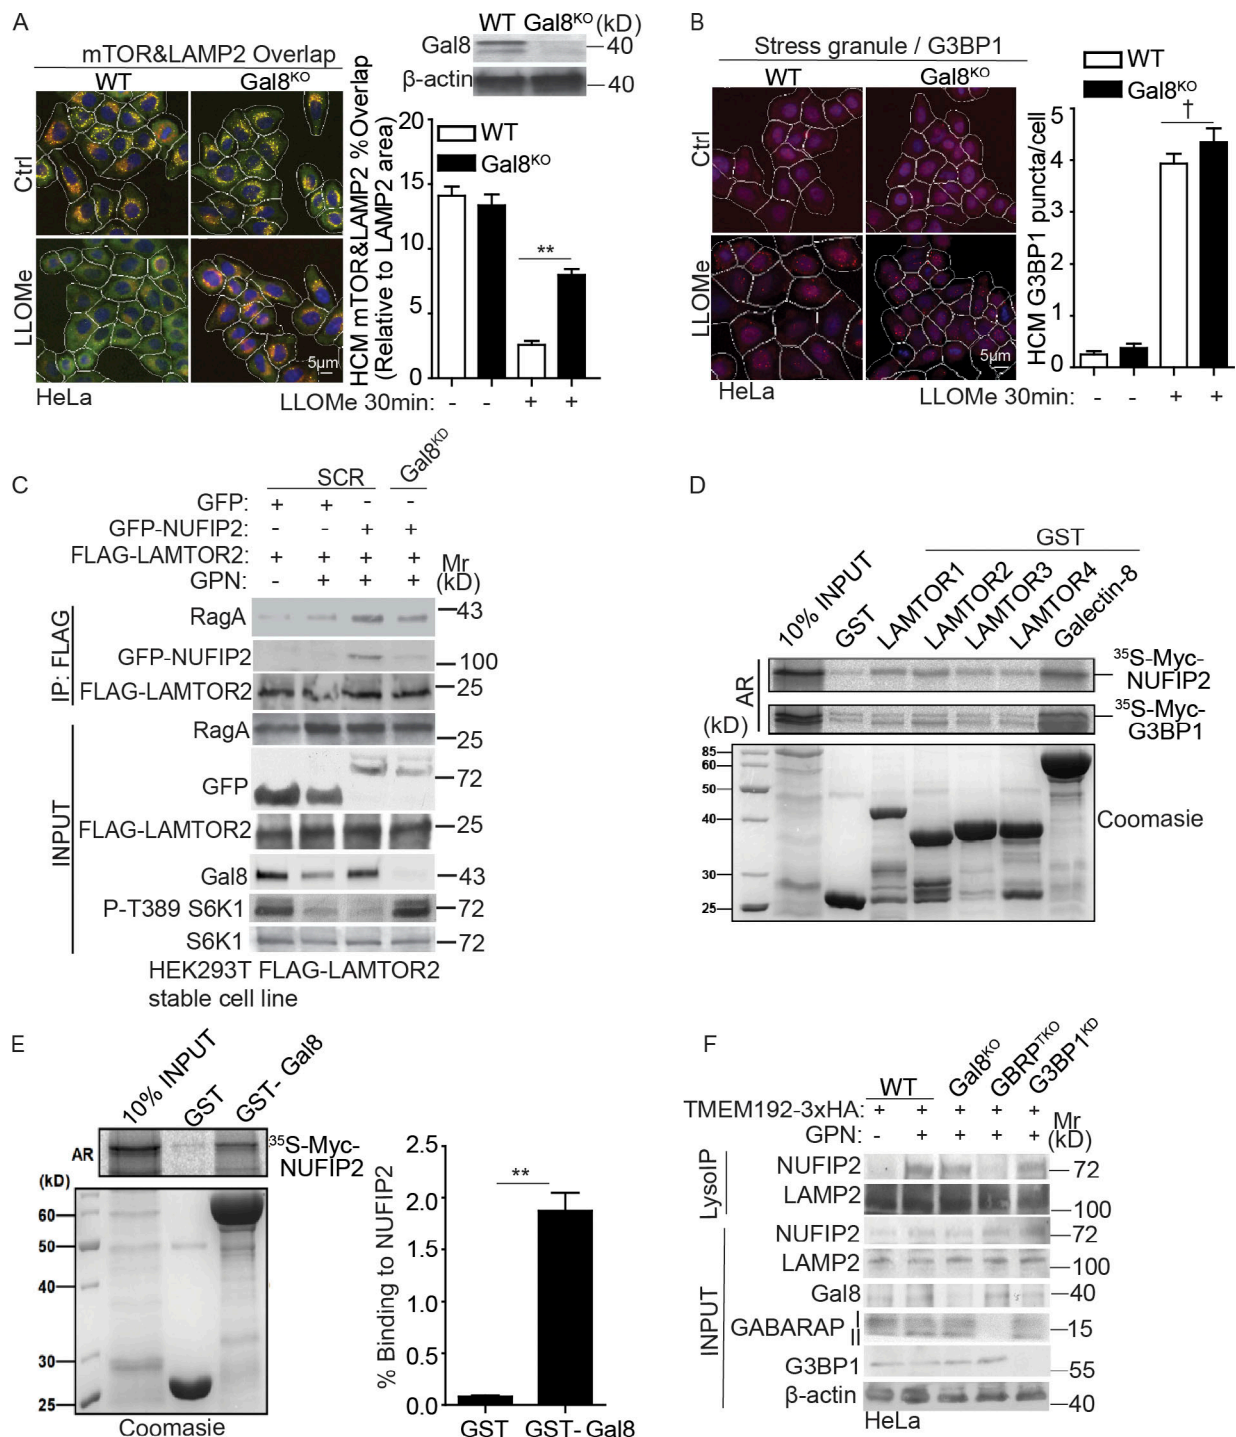 A
mTOR&LAMP2 Overlap
WT
Gal8KO
Ctrl
LLOMe
5µm
HeLa
WT Gal8KO (kD)
Gal8
40
β-actin
40
HCM mTOR&LAMP2 %Overlap
(Relative to LAMP2 area)
20
15
10
5
0
WT
Gal8KO
**
LLOMe 30min: - - + +
B
Stress granule / G3BP1
WT
Gal8KO
Ctrl
LLOMe
5µm
HeLa
WT
Gal8KO
HCM G3BP1 puncta/cell
5
4
3
2
1
0
†
LLOMe 30min: - - + +
C
SCR
Gal8KD
GFP: + + - -
GFP-NUFIP2: - - + +
FLAG-LAMTOR2: + + + +
GPN: - + + +
Mr
(kD)
IP: FLAG
RagA
43
GFP-NUFIP2
100
FLAG-LAMTOR2
25
INPUT
RagA
25
GFP
72
FLAG-LAMTOR2
25
Gal8
43
P-T389 S6K1
72
S6K1
72
HEK293T FLAG-LAMTOR2
stable cell line
D
GST
10% INPUT
GST
LAMTOR1
LAMTOR2
LAMTOR3
LAMTOR4
Galectin-8
AR
35S-Myc-
NUFIP2
35S-Myc-
G3BP1
(kD)
85
60
50
40
30
25
Coomasie
E
10% INPUT
GST
GST- Gal8
AR
35S-Myc-
NUFIP2
(kD)
60
50
40
30
25
Coomasie
% Binding to NUFIP2
2.5
2.0
1.5
1.0
0.5
0.0
**
GST
GST- Gal8
F
WT
Gal8KO
GBRPTKO
G3BP1KD
TMEM192-3xHA: + + + + +
GPN: - + + + +
Mr
(kD)
LysoIP
NUFIP2
72
LAMP2
100
INPUT
NUFIP2
72
LAMP2
100
Gal8
40
GABARAP I
II
15
G3BP1
55
β-actin
40
HeLa